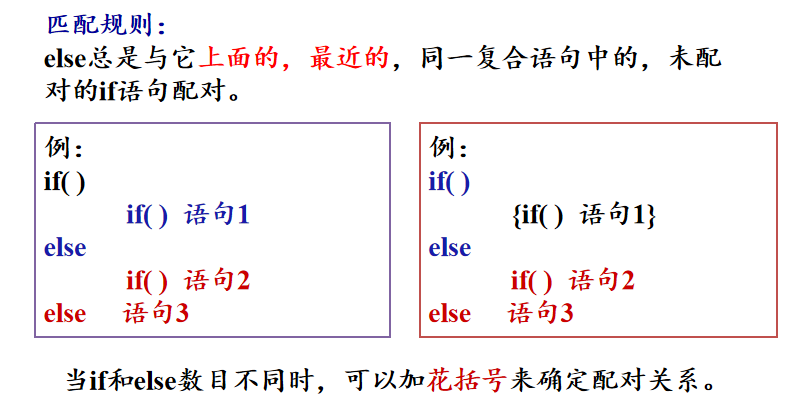 匹配规则：
else总是与它上面的，最近的，同一复合语句中的，未配
对的if语句配对。
例：
if( )
if( ) 语句1
else
if( ) 语句2
else 语句3
例：
if( )
{if( ) 语句1}
else
if( ) 语句2
else 语句3
当if和else数目不同时，可以加花括号来确定配对关系。